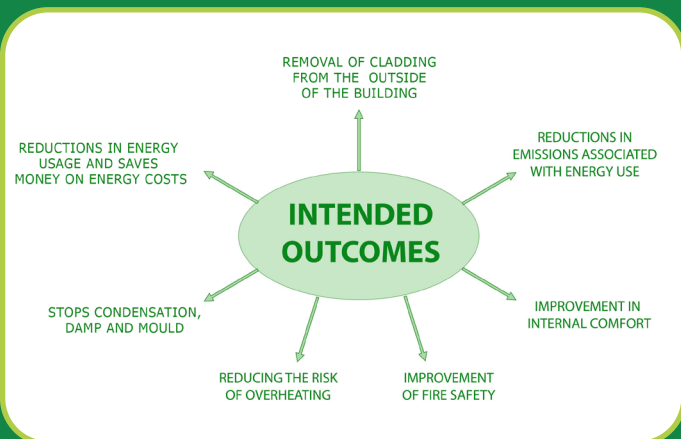 REMOVAL OF CLADDING
FROM THE OUTSIDE
OF THE BUILDING
REDUCTIONS IN
EMISSIONS ASSOCIATED
WITH ENERGY USE
REDUCTIONS IN ENERGY
USAGE AND SAVES
MONEY ON ENERGY COSTS
INTENDED
OUTCOMES
STOPS CONDENSATION,
DAMP AND MOULD
IMPROVEMENT IN
INTERNAL COMFORT
REDUCING THE RISK
OF OVERHEATING
IMPROVEMENT
OF FIRE SAFETY